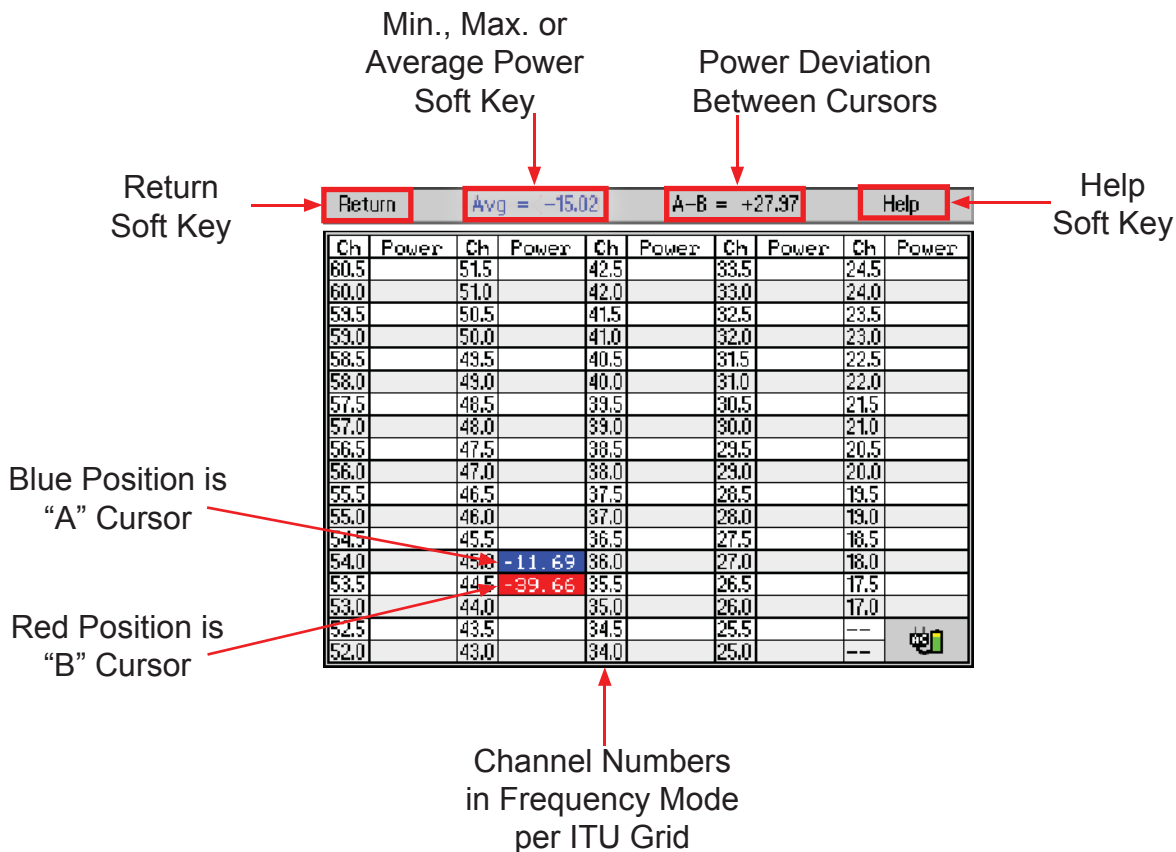 Min., Max. or
Average Power
Soft Key
Power Deviation
Between Cursors
Return
Soft Key
Help
Soft Key
Return Avg = -15.02 A-B = +27.97 Help
Ch Power Ch Power Ch Power Ch Power Ch Power
60.5 51.5 42.5 33.5 24.5
60.0 51.0 42.0 33.0 24.0
59.5 50.5 41.5 32.5 23.5
59.0 50.0 41.0 32.0 23.0
58.5 49.5 40.5 31.5 22.5
58.0 49.0 40.0 31.0 22.0
57.5 48.5 39.5 30.5 21.5
57.0 48.0 39.0 30.0 21.0
56.5 47.5 38.5 29.5 20.5
56.0 47.0 38.0 29.0 20.0
55.5 46.5 37.5 28.5 19.5
55.0 46.0 37.0 28.0 19.0
54.5 45.5 36.5 27.5 18.5
54.0 45.0 -11.69 36.0 27.0 18.0
53.5 44.5 -39.66 35.5 26.5 17.5
53.0 44.0 35.0 26.0 17.0
52.5 43.5 34.5 25.5 --
52.0 43.0 34.0 25.0 --
Blue Position is
“A” Cursor
Red Position is
“B” Cursor
Channel Numbers
in Frequency Mode
per ITU Grid